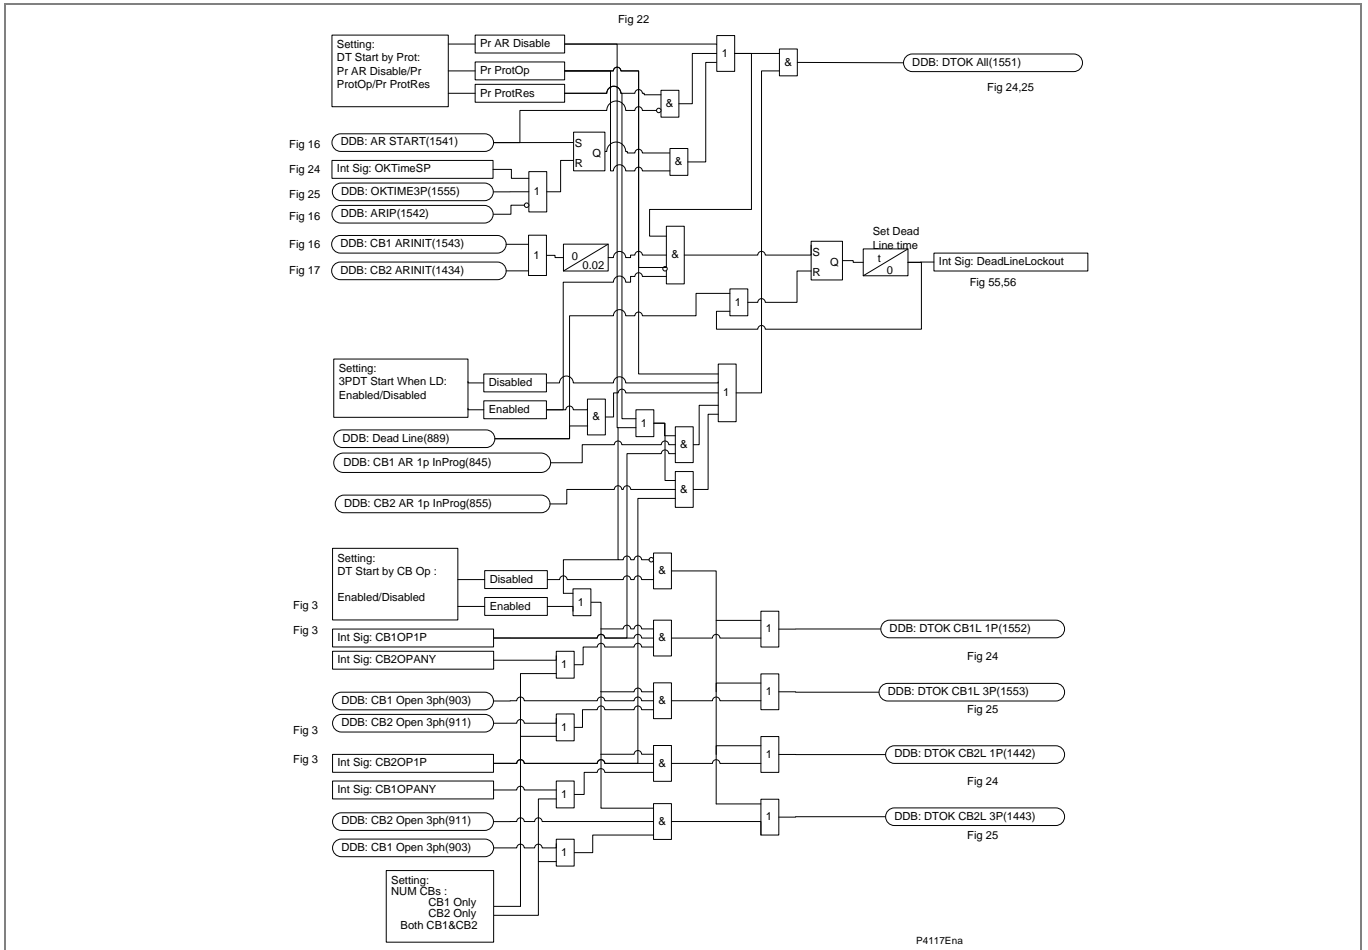 Fig 22
Setting:
DT Start by Prot:
Pr AR Disable/Pr
ProtOp/Pr ProtRes
Pr AR Disable
Pr ProtOp
Pr ProtRes
1
&
DDB: DTOK All(1551)
Fig 24,25
&
Fig 16
DDB: AR START(1541)
S
Q
R
&
Fig 24
Int Sig: OKTimeSP
Fig 25
DDB: OKTIME3P(1555)
1
Fig 16
DDB: ARIP(1542)
Fig 16
DDB: CB1 ARINIT(1543)
1
0
0.02
&
Fig 17
DDB: CB2 ARINIT(1434)
S
Q
R
Set Dead
Line time
t
0
Int Sig: DeadLineLockout
Fig 55,56
1
Setting:
3PDT Start When LD:
Enabled/Disabled
Disabled
Enabled
&
1
1
DDB: Dead Line(889)
&
DDB: CB1 AR 1p InProg(845)
&
DDB: CB2 AR 1p InProg(855)
Setting:
DT Start by CB Op :
Enabled/Disabled
Disabled
Enabled
&
1
Fig 3
Fig 3
Int Sig: CB1OP1P
&
1
DDB: DTOK CB1L 1P(1552)
Fig 24
Int Sig: CB2OPANY
1
DDB: CB1 Open 3ph(903)
&
1
DDB: DTOK CB1L 3P(1553)
Fig 25
Fig 3
DDB: CB2 Open 3ph(911)
1
Fig 3
Int Sig: CB2OP1P
&
1
DDB: DTOK CB2L 1P(1442)
Fig 24
Int Sig: CB1OPANY
1
DDB: CB2 Open 3ph(911)
&
1
DDB: DTOK CB2L 3P(1443)
Fig 25
DDB: CB1 Open 3ph(903)
1
Setting:
NUM CBs :
CB1 Only
CB2 Only
Both CB1&CB2
P4117Ena